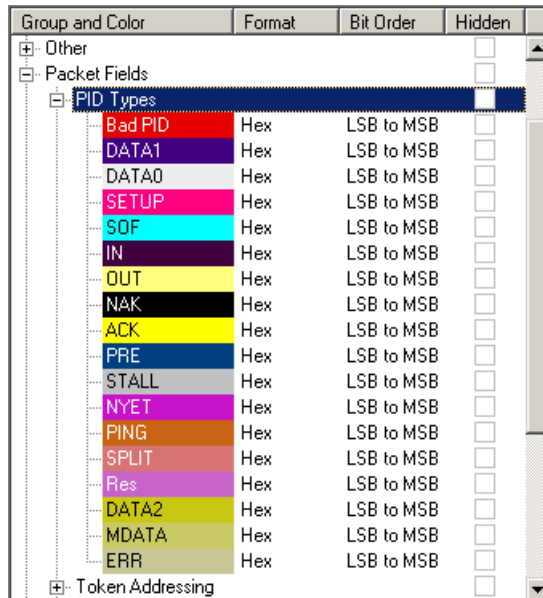 Group and Color Format Bit Order Hidden
Other
Packet Fields
PID Types
Bad PID Hex LSB to MSB
DATA1 Hex LSB to MSB
DATA0 Hex LSB to MSB
SETUP Hex LSB to MSB
SOF Hex LSB to MSB
IN Hex LSB to MSB
OUT Hex LSB to MSB
NAK Hex LSB to MSB
ACK Hex LSB to MSB
PRE Hex LSB to MSB
STALL Hex LSB to MSB
NYET Hex LSB to MSB
PING Hex LSB to MSB
SPLIT Hex LSB to MSB
Res Hex LSB to MSB
DATA2 Hex LSB to MSB
MDATA Hex LSB to MSB
ERR Hex LSB to MSB
Token Addressing